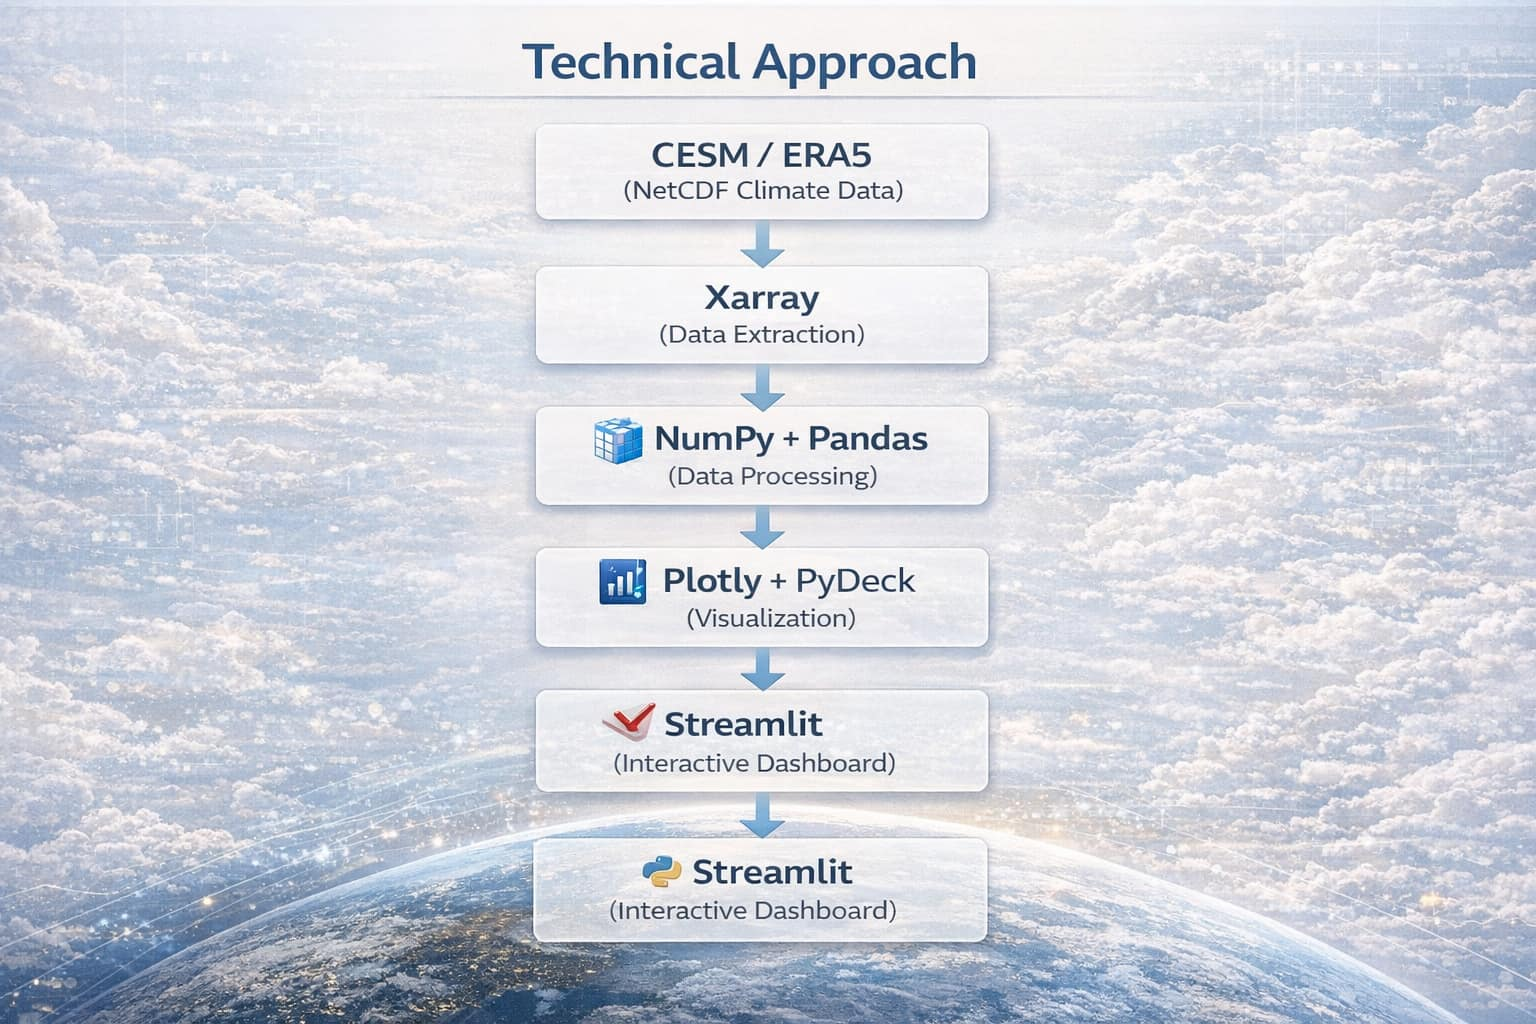 Technical Approach
CESM / ERA5
(NetCDF Climate Data)
Xarray
(Data Extraction)
NumPy + Pandas
(Data Processing)
Plotly + PyDeck
(Visualization)
Streamlit
(Interactive Dashboard)
Streamlit
(Interactive Dashboard)